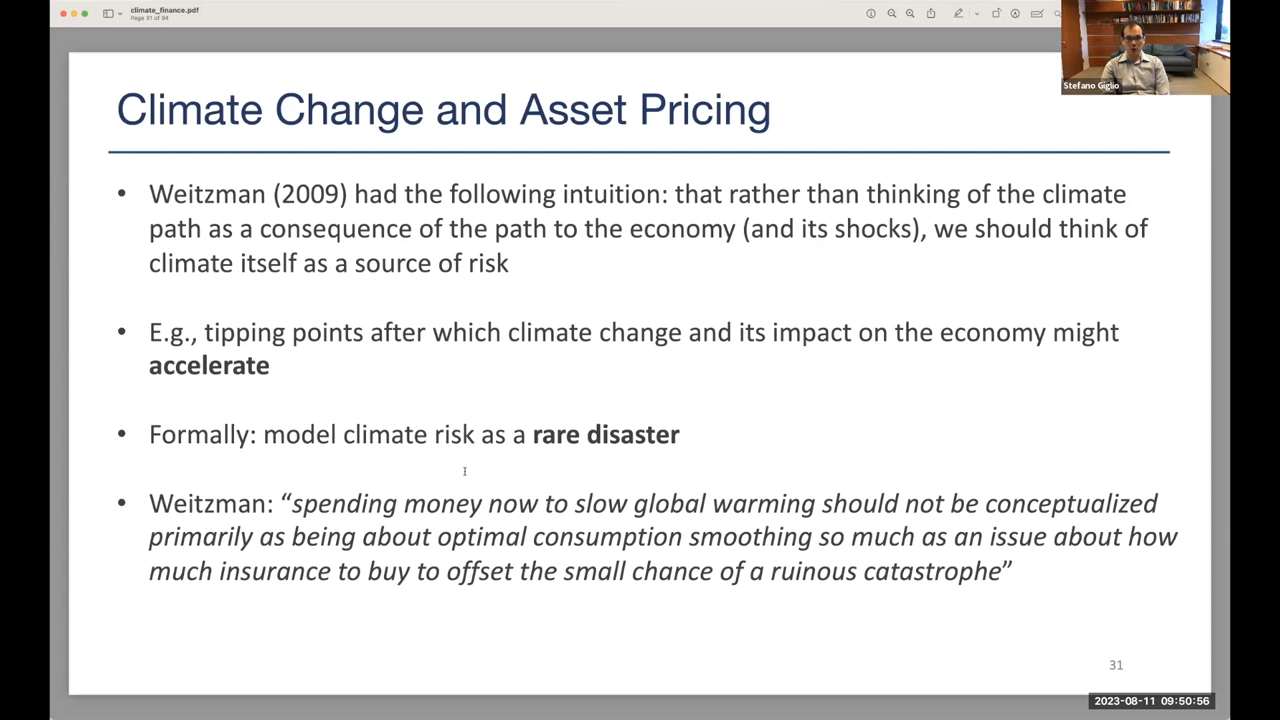 climate_finance.pdf
Page 31 of 94
Stefano Giglio
Climate Change and Asset Pricing
• Weitzman (2009) had the following intuition: that rather than thinking of the climate
path as a consequence of the path to the economy (and its shocks), we should think of
climate itself as a source of risk
• E.g., tipping points after which climate change and its impact on the economy might
accelerate
• Formally: model climate risk as a rare disaster
• Weitzman: “spending money now to slow global warming should not be conceptualized
primarily as being about optimal consumption smoothing so much as an issue about how
much insurance to buy to offset the small chance of a ruinous catastrophe”
31
2023-08-11 09:50:56